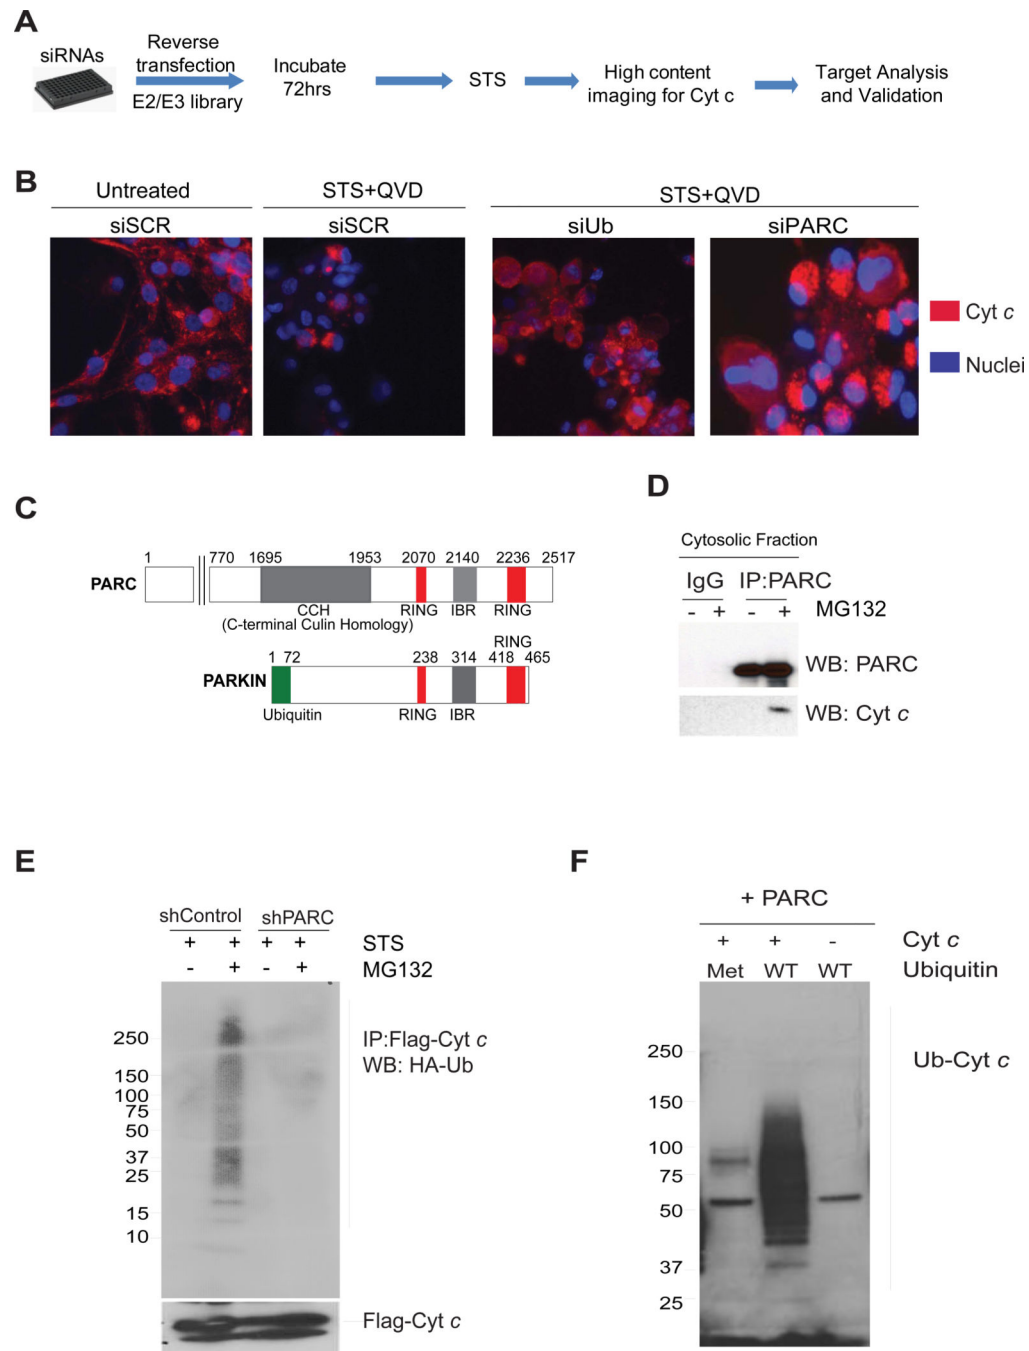 A
siRNAs
Reverse
transfection
E2/E3 library
Incubate
72hrs
STS
High content
imaging for Cyt c
Target Analysis
and Validation
B
Untreated
STS+QVD
STS+QVD
siSCR
siSCR
siUb
siPARC
Cyt c
Nuclei
C
1 770 1695 1953 2070 2140 2236 2517
PARC
CCH
(C-terminal Culin Homology)
RING IBR RING
RING
1 72 238 314 418 465
PARKIN
Ubiquitin RING IBR
D
Cytosolic Fraction
IgG IP:PARC
- + - + MG132
WB: PARC
WB: Cyt c
E
shControl shPARC
+ + + + STS
- + - + MG132
250
150
100
75
50
37
25
15
10
IP:Flag-Cyt c
WB: HA-Ub
Flag-Cyt c
F
+ PARC
+ + - Cyt c
Met WT WT Ubiquitin
250
150
100
75
50
37
25
Ub-Cyt c